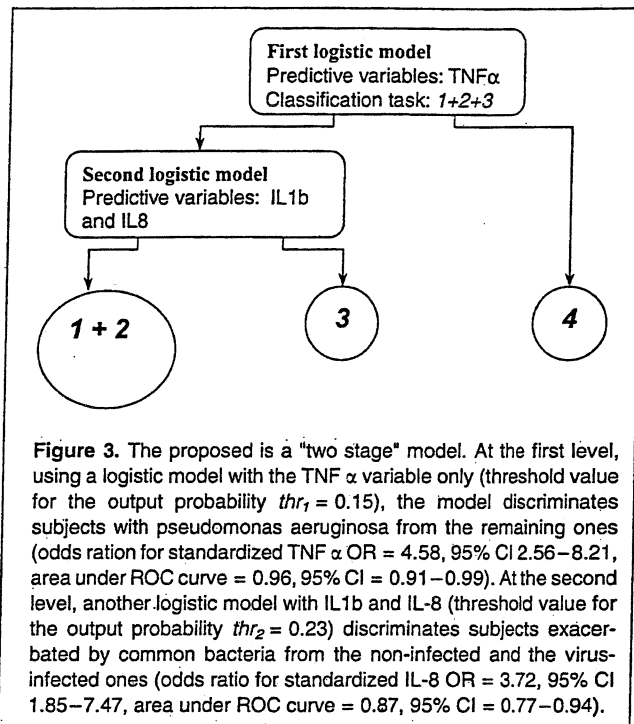 First logistic model
Predictive variables: TNFα
Classification task: 1+2+3
Second logistic model
Predictive variables: IL1b
and IL8
1 + 2
3
4
Figure 3. The proposed is a "two stage" model. At the first level,
using a logistic model with the TNF α variable only (threshold value
for the output probability thr1 = 0.15), the model discriminates
subjects with pseudomonas aeruginosa from the remaining ones
(odds ration for standardized TNF α OR = 4.58, 95% CI 2.56–8.21,
area under ROC curve = 0.96, 95% CI = 0.91–0.99). At the second
level, another logistic model with IL1b and IL-8 (threshold value for
the output probability thr2 = 0.23) discriminates subjects exacer-
bated by common bacteria from the non-infected and the virus-
infected ones (odds ratio for standardized IL-8 OR = 3.72, 95% CI
1.85–7.47, area under ROC curve = 0.87, 95% CI = 0.77–0.94).